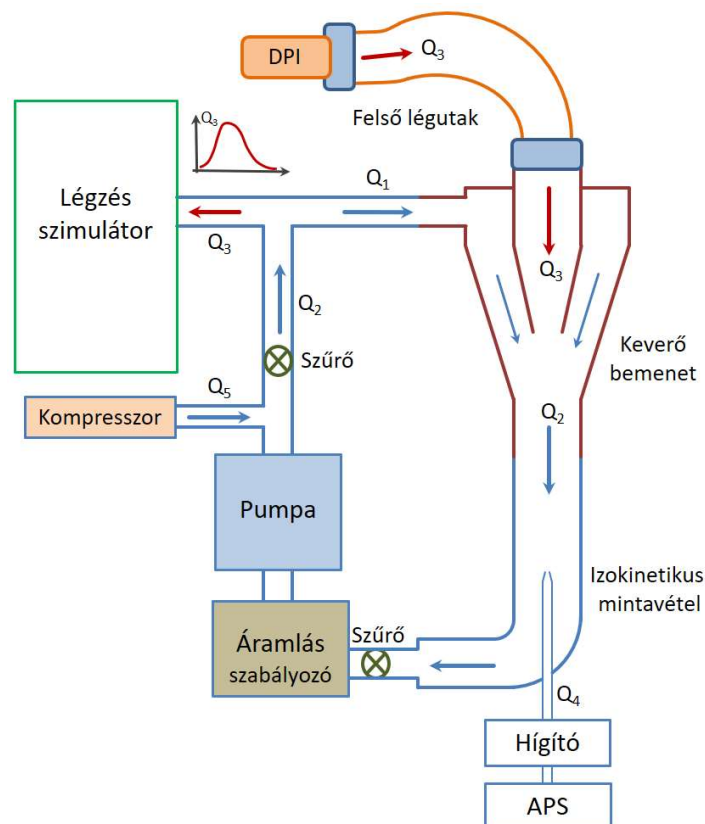 DPI
Q3
Felső légutak
Q3
Légzés
szimulátor
Q1
Q3
Q3
Q2
Szűrő
Keverő
bemenet
Q5
Kompresszor
Q2
Pumpa
Izokinetikus
mintavétel
Áramlás
szabályozó
Szűrő
Q4
Hígító
APS